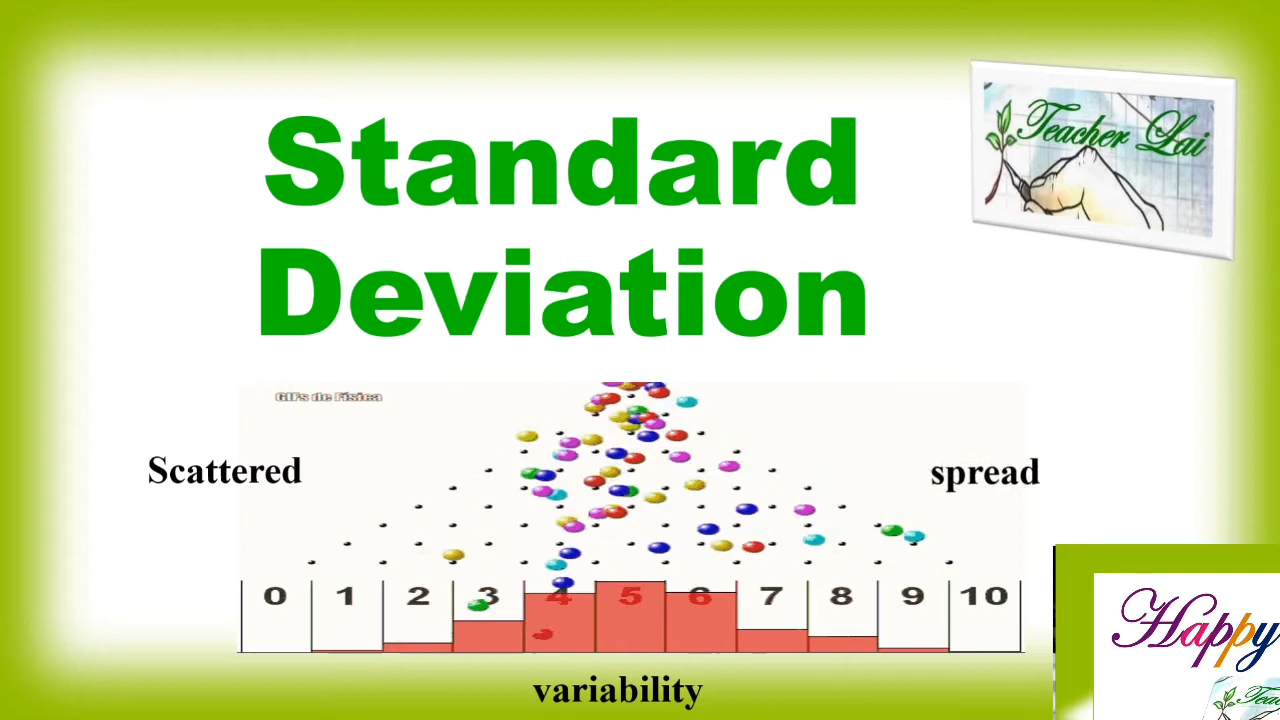 Standard
Deviation
Teacher Lai
GIFs de Física
Scattered
spread
0 1 2 3 4 5 6 7 8 9 10
variability
Happy